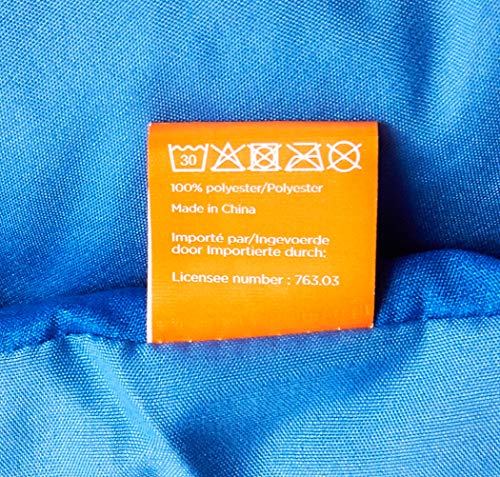 30
100% polyester/Polyester
Made in China
Importé par/Ingevoerde
door Importierte durch:
Licensee number : 763.03